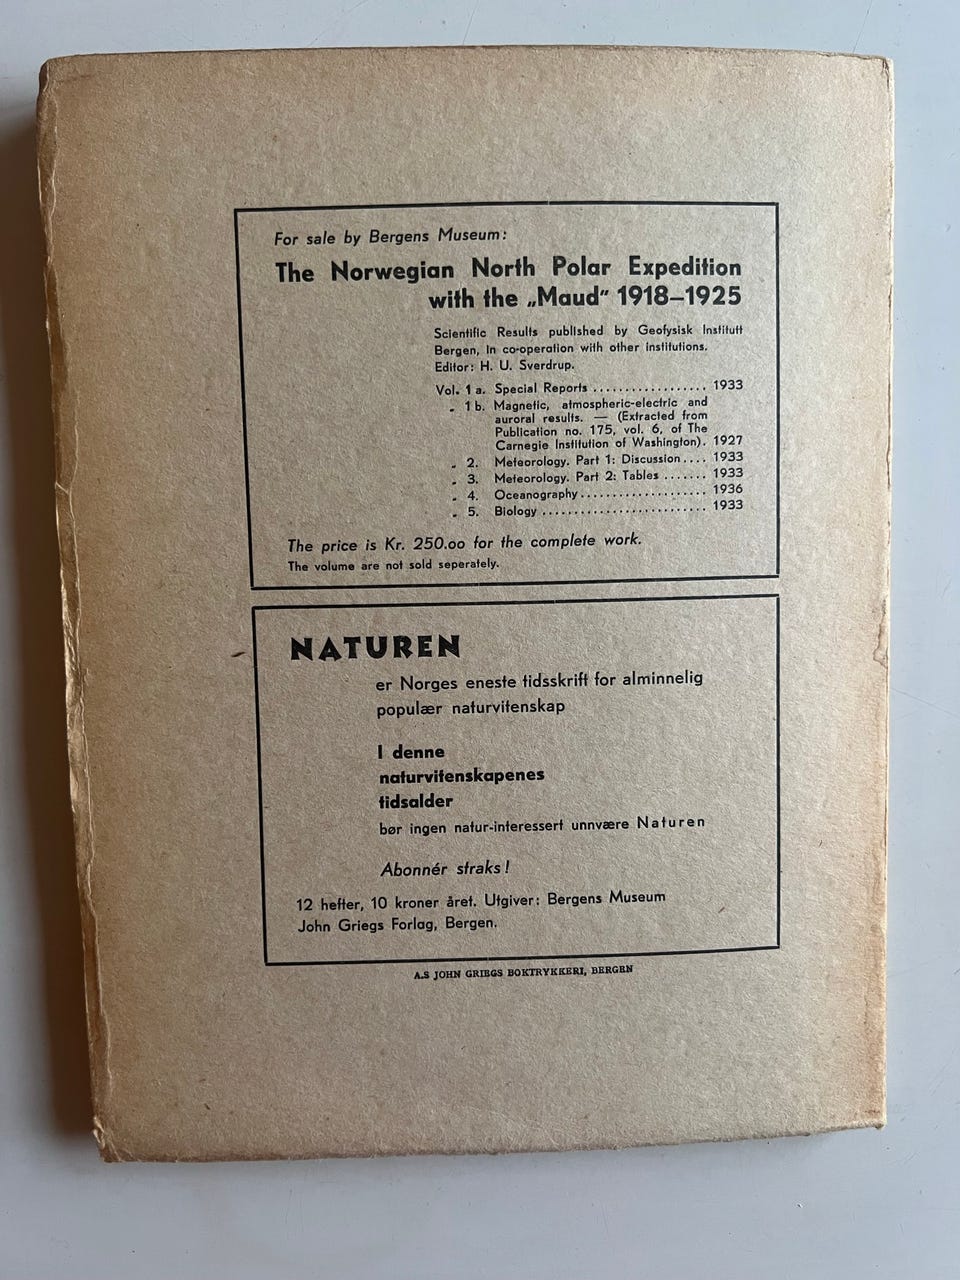 For sale by Bergens Museum:
The Norwegian North Polar Expedition
with the „Maud" 1918–1925
Scientific Results published by Geofysisk Institutt
Bergen, in co-operation with other institutions.
Editor: H. U. Sverdrup.
Vol. 1 a. Special Reports .................. 1933
„ 1 b. Magnetic, atmospheric-electric and
auroral results. — (Extracted from
Publication no. 175, vol. 6, of The
Carnegie Institution of Washington). 1927
„ 2. Meteorology. Part 1: Discussion .... 1933
„ 3. Meteorology. Part 2: Tables ....... 1933
„ 4. Oceanography .................... 1936
„ 5. Biology .......................... 1933
The price is Kr. 250.oo for the complete work.
The volume are not sold seperately.
NATUREN
er Norges eneste tidsskrift for alminnelig
populær naturvitenskap
I denne
naturvitenskapenes
tidsalder
bør ingen natur-interessert unnvære Naturen
Abonnér straks!
12 hefter, 10 kroner året. Utgiver: Bergens Museum
John Griegs Forlag, Bergen.
A.S JOHN GRIEGS BOKTRYKKERI, BERGEN